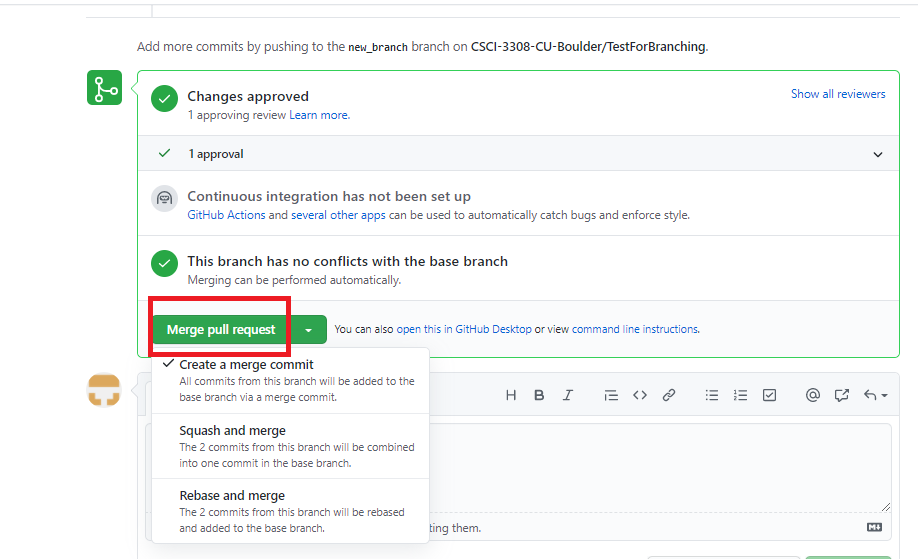 Add more commits by pushing to the new_branch branch on CSCI-3308-CU-Boulder/TestForBranching.
Changes approved
Show all reviewers
1 approving review Learn more.
1 approval
Continuous integration has not been set up
GitHub Actions and several other apps can be used to automatically catch bugs and enforce style.
This branch has no conflicts with the base branch
Merging can be performed automatically.
Merge pull request
You can also open this in GitHub Desktop or view command line instructions.
Create a merge commit
All commits from this branch will be added to the
base branch via a merge commit.
H B I
Squash and merge
The 2 commits from this branch will be combined
into one commit in the base branch.
Rebase and merge
The 2 commits from this branch will be rebased
and added to the base branch.
ting them.